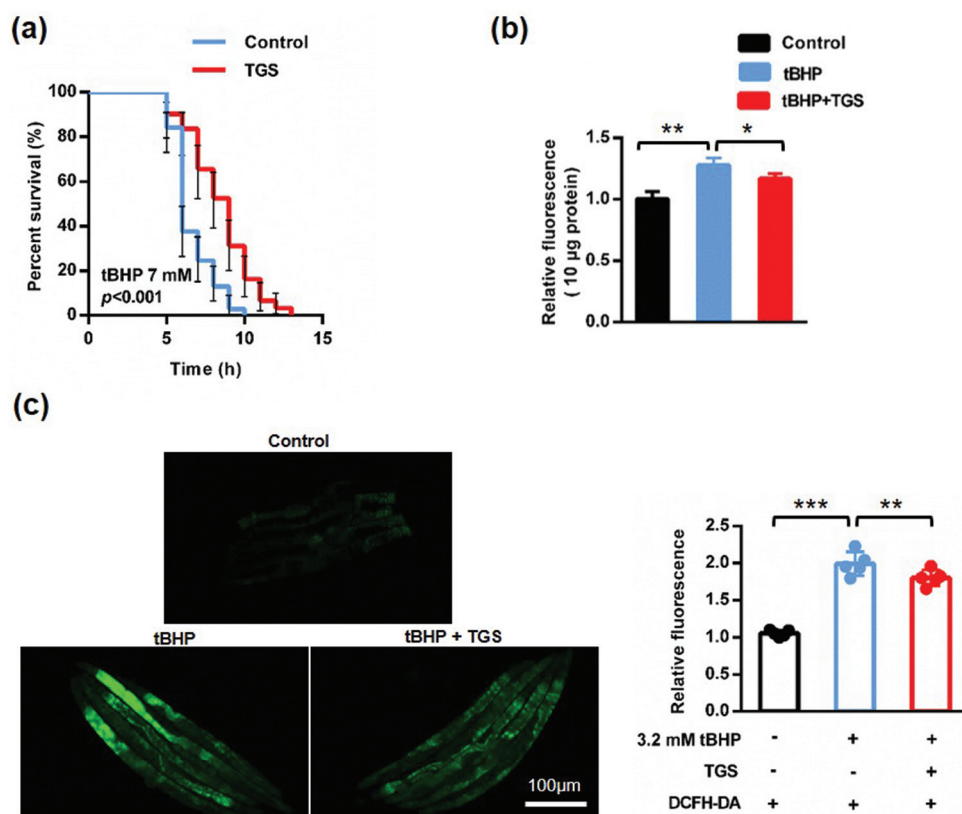 (a)
Control
TGS
Percent survival (%)
100
80
60
40
20
0
tBHP 7 mM
p<0.001
0
5
10
15
Time (h)
(b)
Control
tBHP
tBHP+TGS
Relative fluorescence
( 10 µg protein)
1.5
1.0
0.5
0.0
**
*
(c)
Control
tBHP
tBHP + TGS
100µm
Relative fluorescence
2.5
2.0
1.5
1.0
0.5
0.0
***
**
3.2 mM tBHP - + +
TGS - - +
DCFH-DA + + +